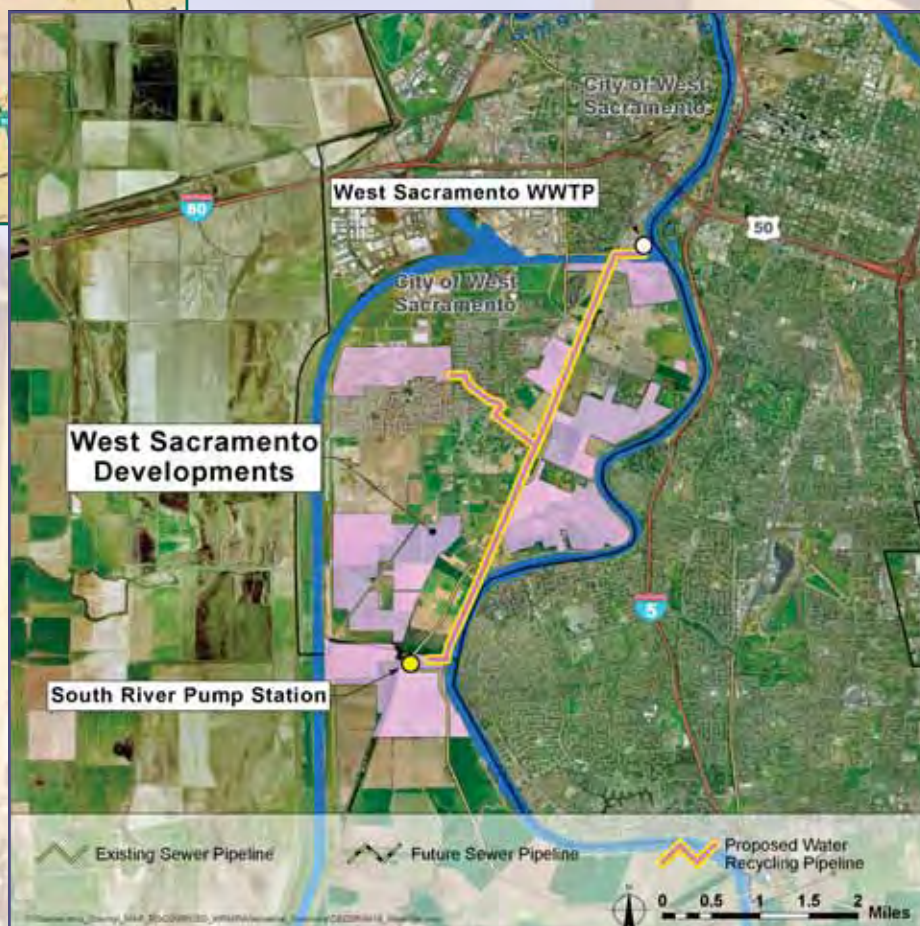 City of West
Sacramento
West Sacramento WWTP
80
50
City of West
Sacramento
West Sacramento
Developments
5
South River Pump Station
Existing Sewer Pipeline
Future Sewer Pipeline
Proposed Water
Recycling Pipeline
N
0 0.5 1 1.5 2
Miles